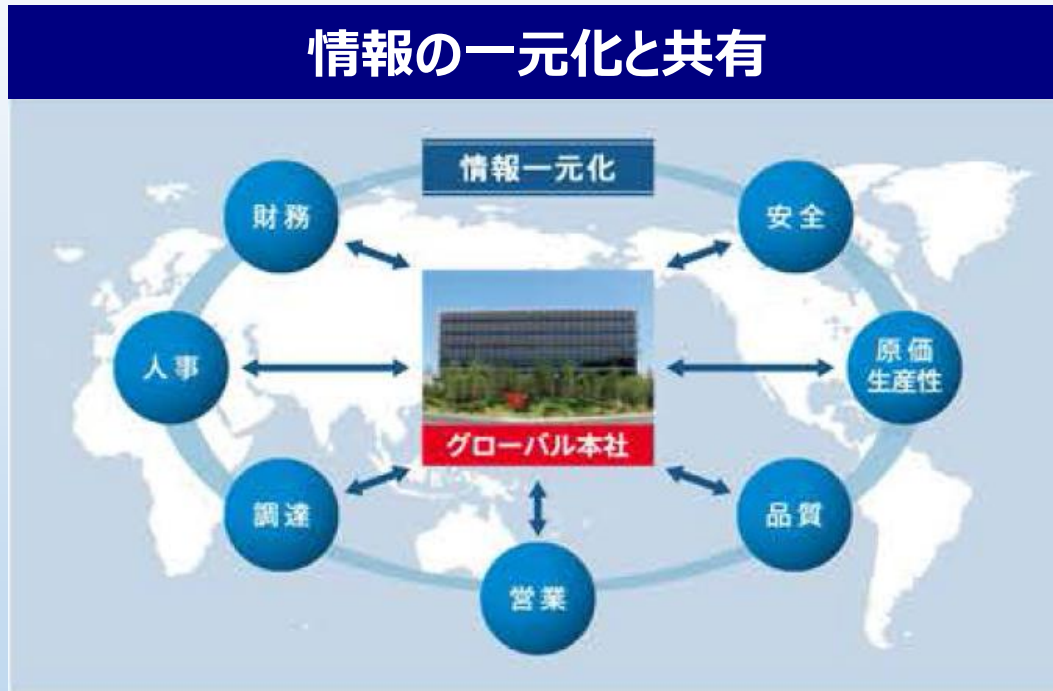 情報の一元化と共有
情報一元化
財務
安全
人事
原価
生産性
グローバル本社
調達
品質
営業